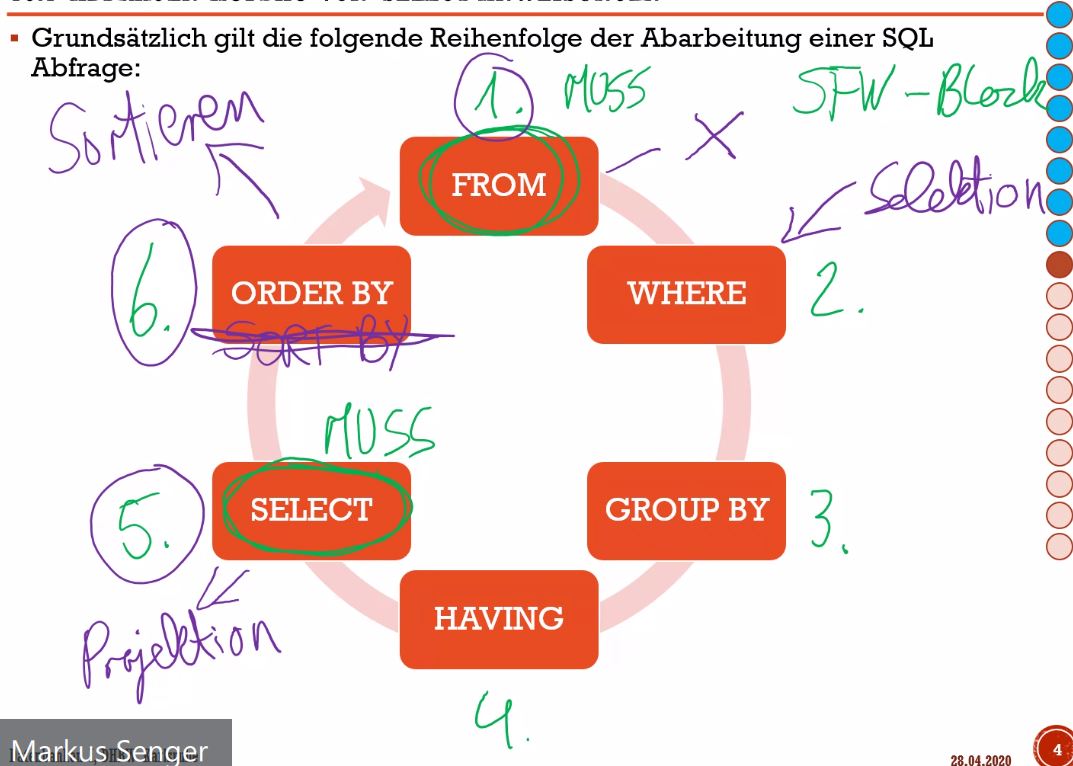 Grundsätzlich gilt die folgende Reihenfolge der Abarbeitung einer SQL
Abfrage:
1. MUSS
SFW-Block
Sortieren
X
FROM
Selektion
6.
ORDER BY
WHERE
2.
SORT BY
MUSS
5.
SELECT
GROUP BY
3.
HAVING
Projektion
4.
Markus Senger
28.04.2020
4